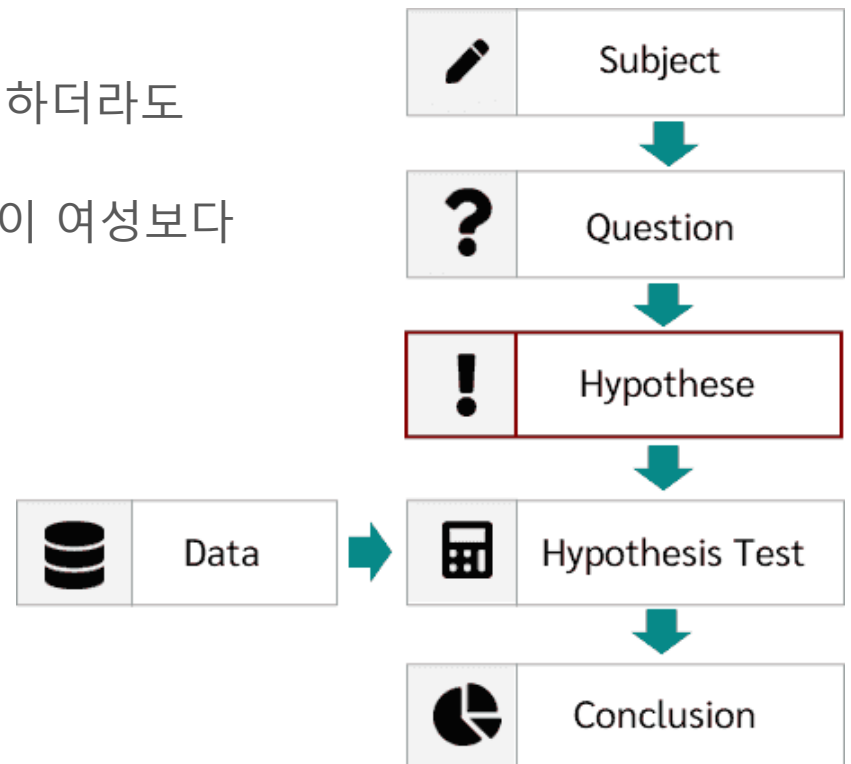 하더라도
이 여성보다
Subject
Question
Hypothese
Data
Hypothesis Test
Conclusion